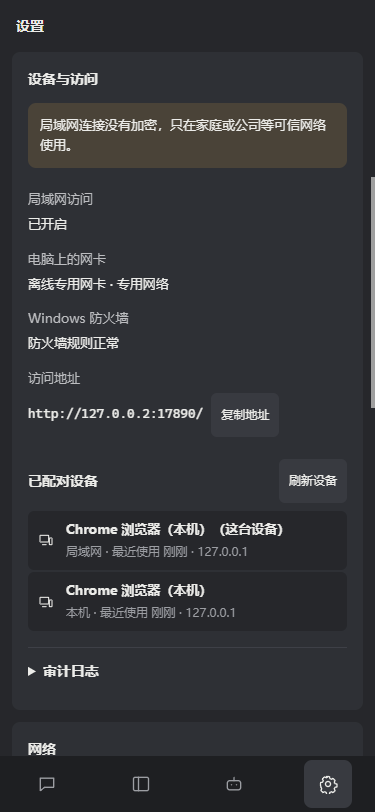 设置
设备与访问
局域网连接没有加密，只在家庭或公司等可信网络
使用。
局域网访问
已开启
电脑上的网卡
离线专用网卡 · 专用网络
Windows 防火墙
防火墙规则正常
访问地址
http://127.0.0.2:17890/ 复制地址
已配对设备 刷新设备
Chrome 浏览器（本机）（这台设备）
局域网 · 最近使用 刚刚 · 127.0.0.1
Chrome 浏览器（本机）
本机 · 最近使用 刚刚 · 127.0.0.1
审计日志
网络